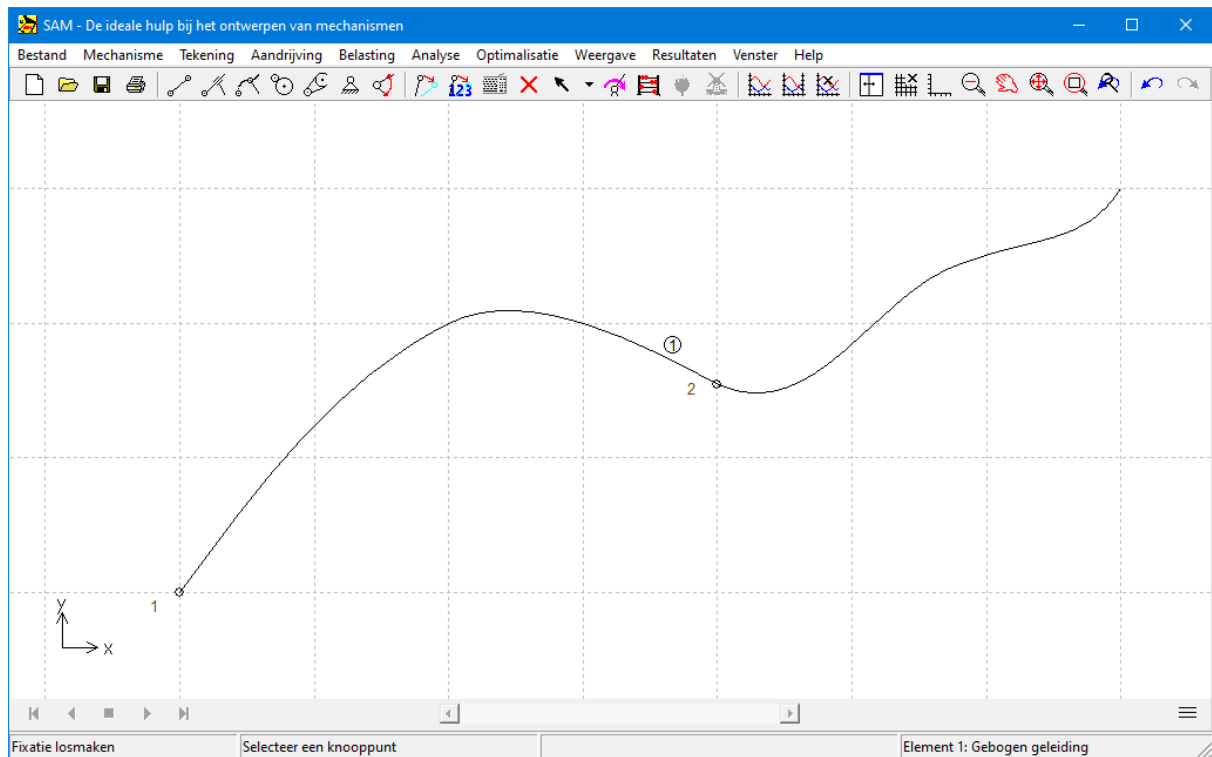 SAM - De ideale hulp bij het ontwerpen van mechanismen
Bestand Mechanisme Tekening Aandrijving Belasting Analyse Optimalisatie Weergave Resultaten Venster Help
123
1
2
1
y
x
Fixatie losmaken Selecteer een knooppunt Element 1: Gebogen geleiding